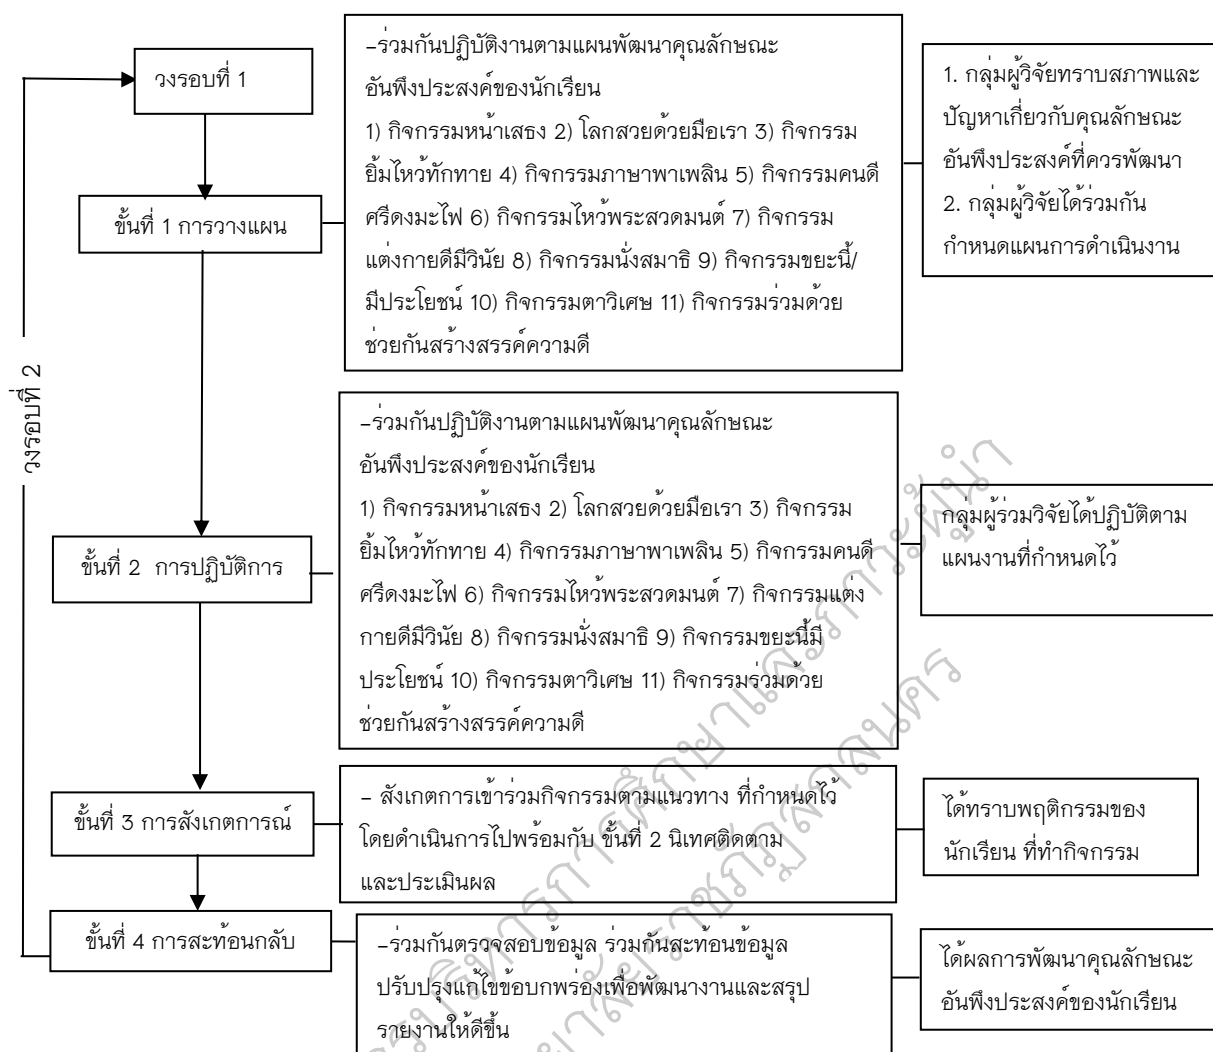 วงรอบที่ 1
ขั้นที่ 1 การวางแผน
–ร่วมกันปฏิบัติงานตามแผนพัฒนาคุณลักษณะ
อันพึงประสงค์ของนักเรียน
1) กิจกรรมหน้าเสธง 2) โลกสวยด้วยมือเรา 3) กิจกรรม
ยิ้มไหว้ทักทาย 4) กิจกรรมภาษาพาเพลิน 5) กิจกรรมคนดี
ศรีดงมะไฟ 6) กิจกรรมไหว้พระสวดมนต์ 7) กิจกรรม
แต่งกายดีมีวินัย 8) กิจกรรมนั่งสมาธิ 9) กิจกรรมขยะนี้/
มีประโยชน์ 10) กิจกรรมตาวิเศษ 11) กิจกรรมร่วมด้วย
ช่วยกันสร้างสรรค์ความดี
1. กลุ่มผู้วิจัยทราบสภาพและ
ปัญหาเกี่ยวกับคุณลักษณะ
อันพึงประสงค์ที่ควรพัฒนา
2. กลุ่มผู้วิจัยได้ร่วมกัน
กำหนดแผนการดำเนินงาน
วงรอบที่ 2
ขั้นที่ 2 การปฏิบัติการ
–ร่วมกันปฏิบัติงานตามแผนพัฒนาคุณลักษณะ
อันพึงประสงค์ของนักเรียน
1) กิจกรรมหน้าเสธง 2) โลกสวยด้วยมือเรา 3) กิจกรรม
ยิ้มไหว้ทักทาย 4) กิจกรรมภาษาพาเพลิน 5) กิจกรรมคนดี
ศรีดงมะไฟ 6) กิจกรรมไหว้พระสวดมนต์ 7) กิจกรรมแต่ง
กายดีมีวินัย 8) กิจกรรมนั่งสมาธิ 9) กิจกรรมขยะนี้มี
ประโยชน์ 10) กิจกรรมตาวิเศษ 11) กิจกรรมร่วมด้วย
ช่วยกันสร้างสรรค์ความดี
กลุ่มผู้ร่วมวิจัยได้ปฏิบัติตาม
แผนงานที่กำหนดไว้
ขั้นที่ 3 การสังเกตการณ์
– สังเกตการเข้าร่วมกิจกรรมตามแนวทาง ที่กำหนดไว้
โดยดำเนินการไปพร้อมกับ ขั้นที่ 2 นิเทศติดตาม
และประเมินผล
ได้ทราบพฤติกรรมของ
นักเรียน ที่ทำกิจกรรม
ขั้นที่ 4 การสะท้อนกลับ
–ร่วมกันตรวจสอบข้อมูล ร่วมกันสะท้อนข้อมูล
ปรับปรุงแก้ไขข้อบกพร่องเพื่อพัฒนางานและสรุป
รายงานให้ดีขึ้น
ได้ผลการพัฒนาคุณลักษณะ
อันพึงประสงค์ของนักเรียน